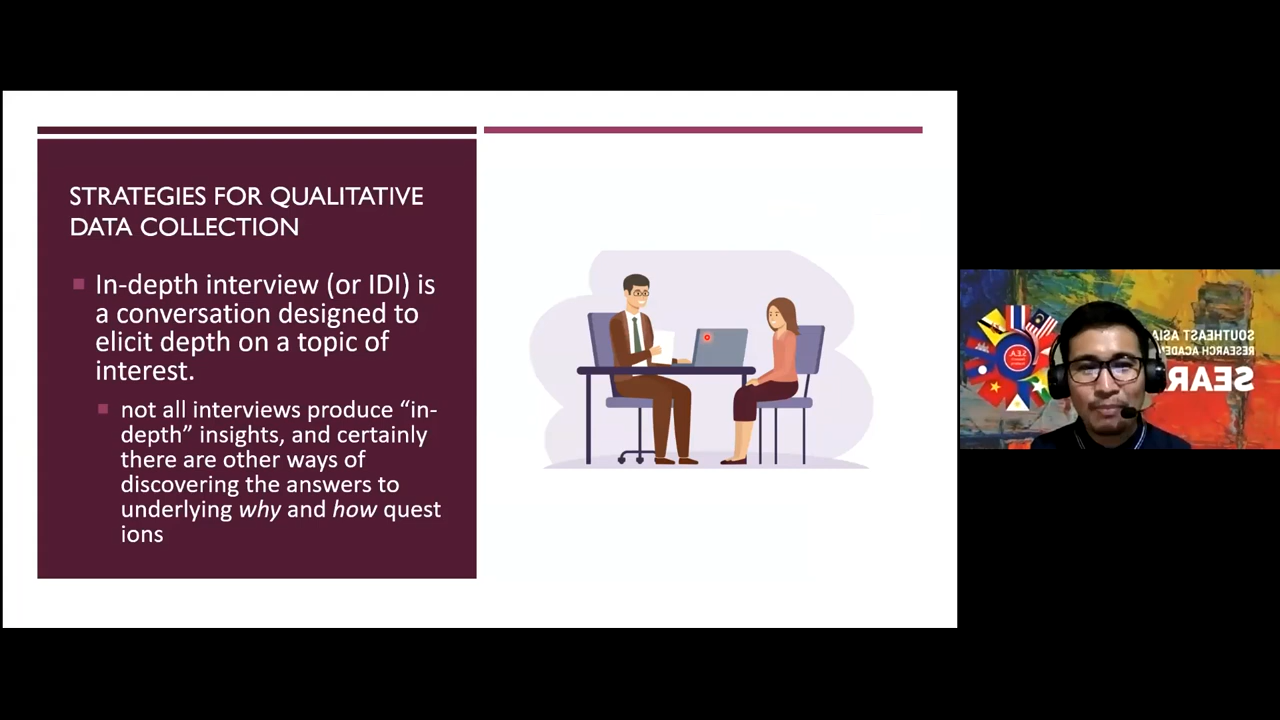 STRATEGIES FOR QUALITATIVE
DATA COLLECTION
In-depth interview (or IDI) is
a conversation designed to
elicit depth on a topic of
interest.
not all interviews produce “in-
depth” insights, and certainly
there are other ways of
discovering the answers to
underlying why and how quest
ions
SOUTHEAST ASIA
RESEARCH ACADE
SEAR
S.E.A.